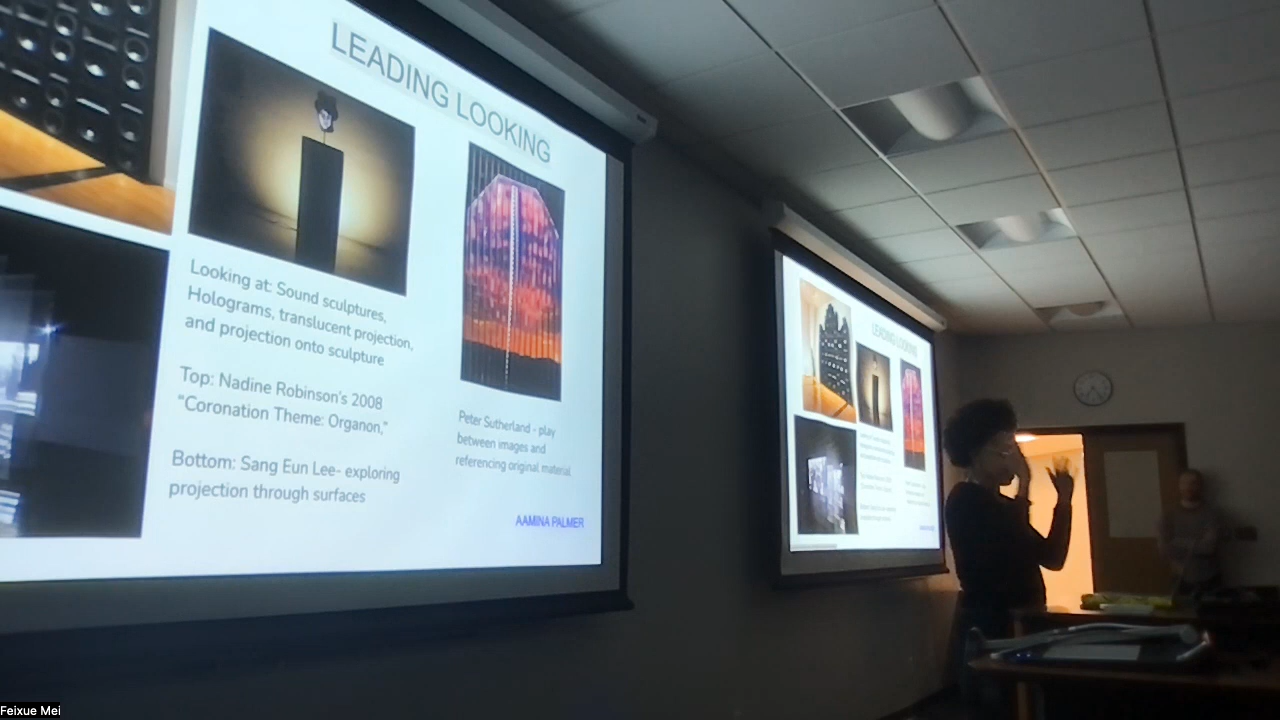 LEADING LOOKING
Looking at: Sound sculptures,
Holograms, translucent projection,
and projection onto sculpture
Top: Nadine Robinson's 2008
"Coronation Theme: Organon,"
Bottom: Sang Eun Lee- exploring
projection through surfaces
Peter Sutherland - play
between images and
referencing original material
AAMINA PALMER
LEADING LOOKING
Feixue Mei